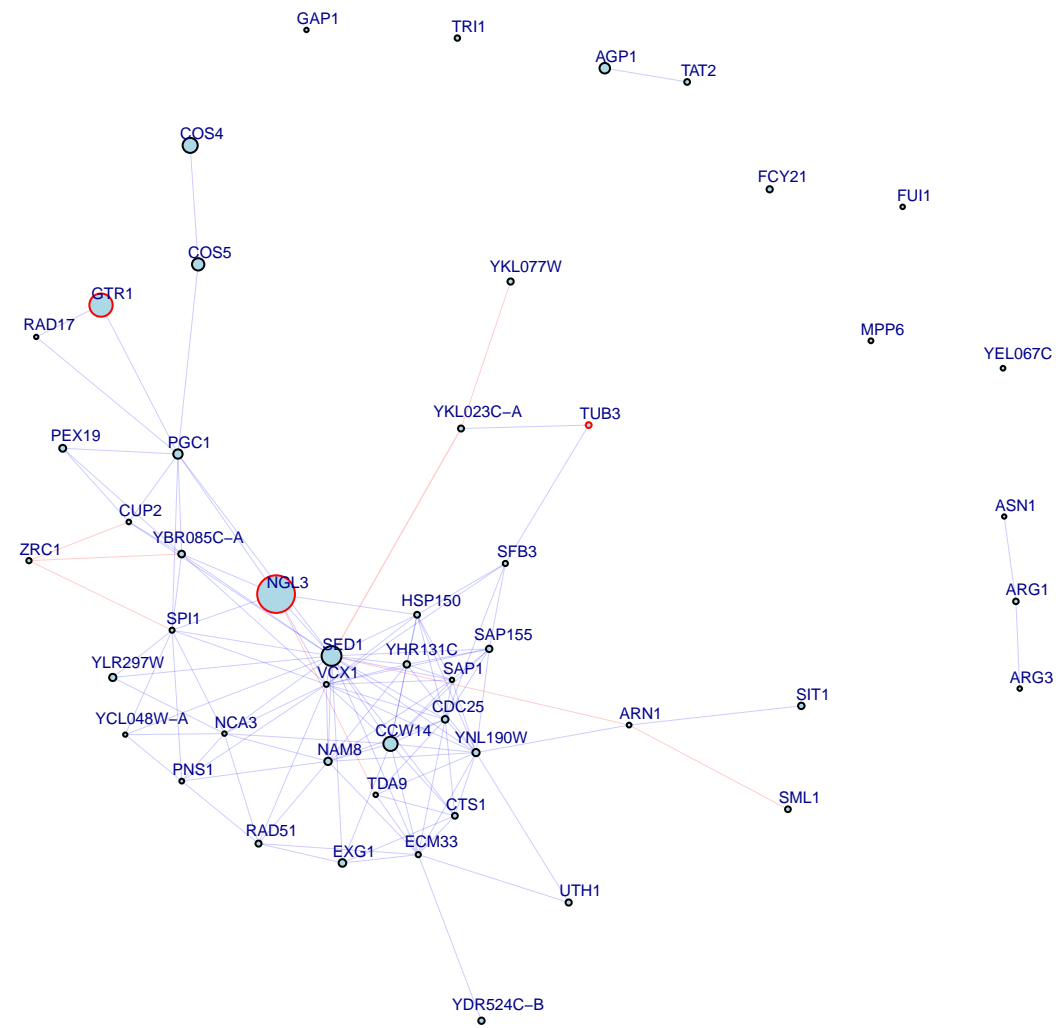 GAP1
TRI1
AGP1
TAT2
COS4
FCY21
FUI1
COS5
YKL077W
GTR1
RAD17
MPP6
YEL067C
YKL023C−A
TUB3
PEX19
PGC1
CUP2
ASN1
YBR085C−A
ZRC1
SFB3
NGL3
ARG1
HSP150
SPI1
SAP155
SED1
YHR131C
YLR297W
VCX1
SAP1
ARG3
SIT1
CDC25
YCL048W−A
NCA3
ARN1
CCW14
YNL190W
NAM8
PNS1
TDA9
SML1
CTS1
RAD51
EXG1
ECM33
UTH1
YDR524C−B